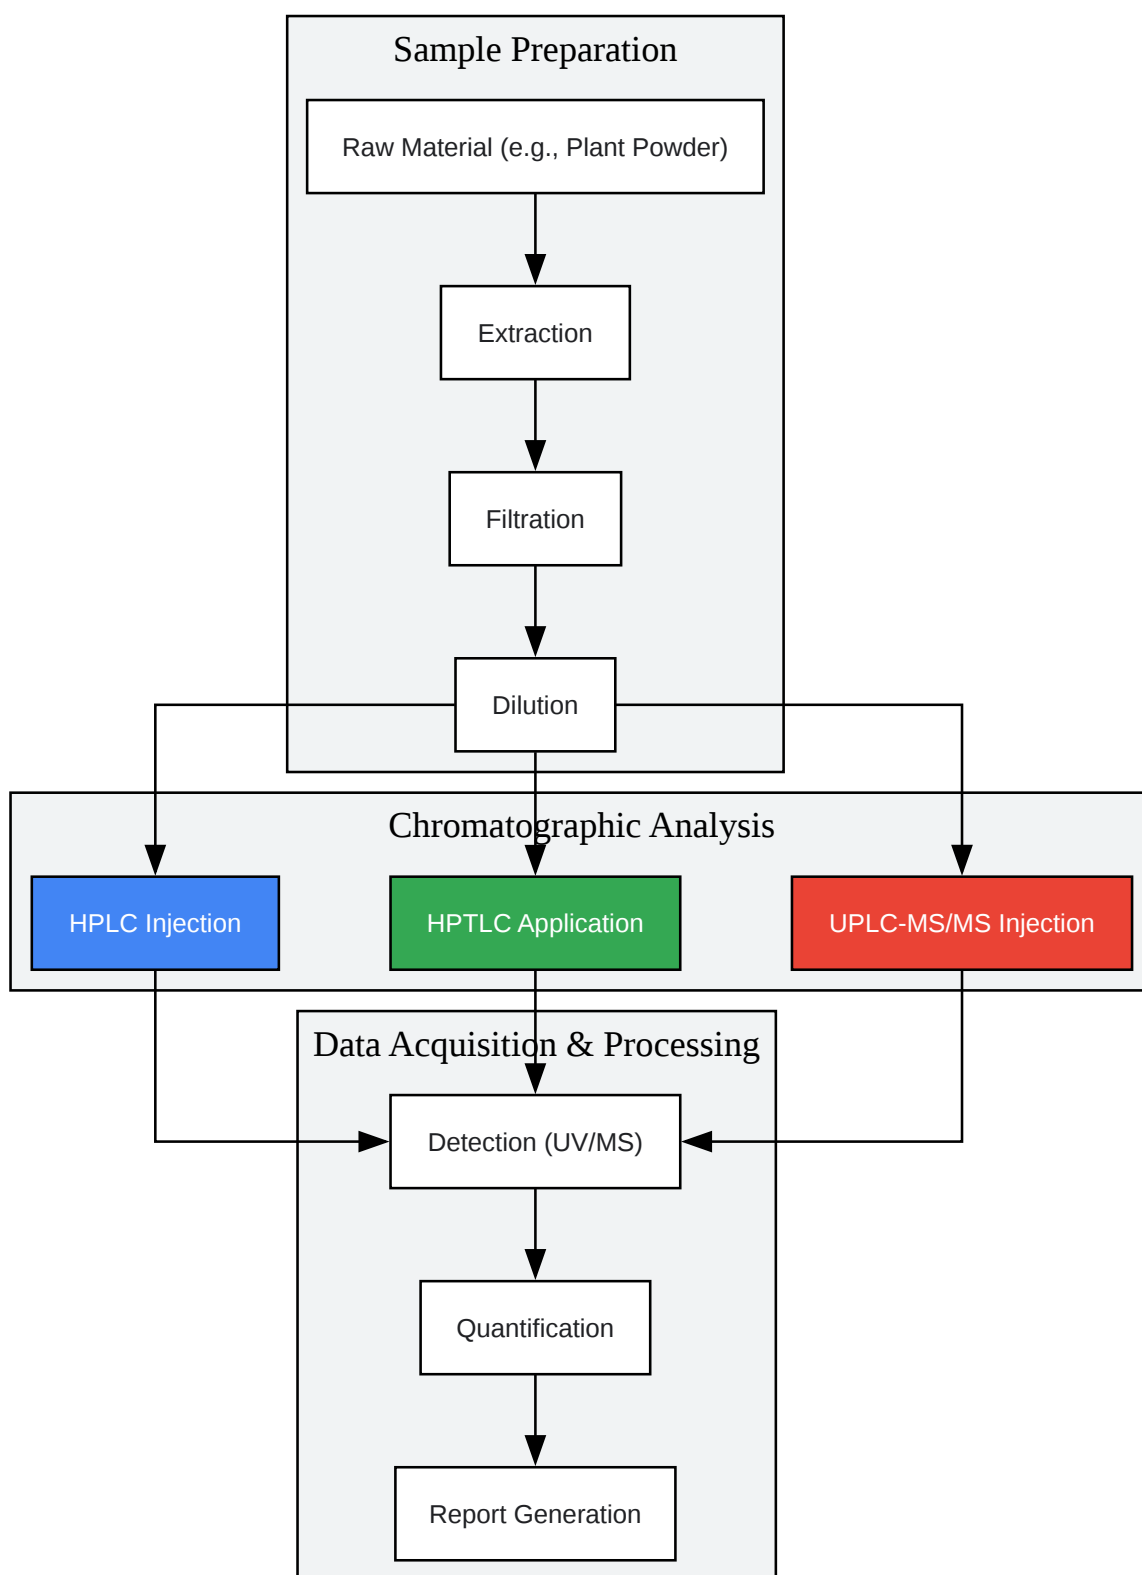 Sample Preparation
Raw Material (e.g., Plant Powder)
Extraction
Filtration
Dilution
Chromatographic Analysis
HPLC Injection
HPTLC Application
UPLC-MS/MS Injection
Data Acquisition & Processing
Detection (UV/MS)
Quantification
Report Generation